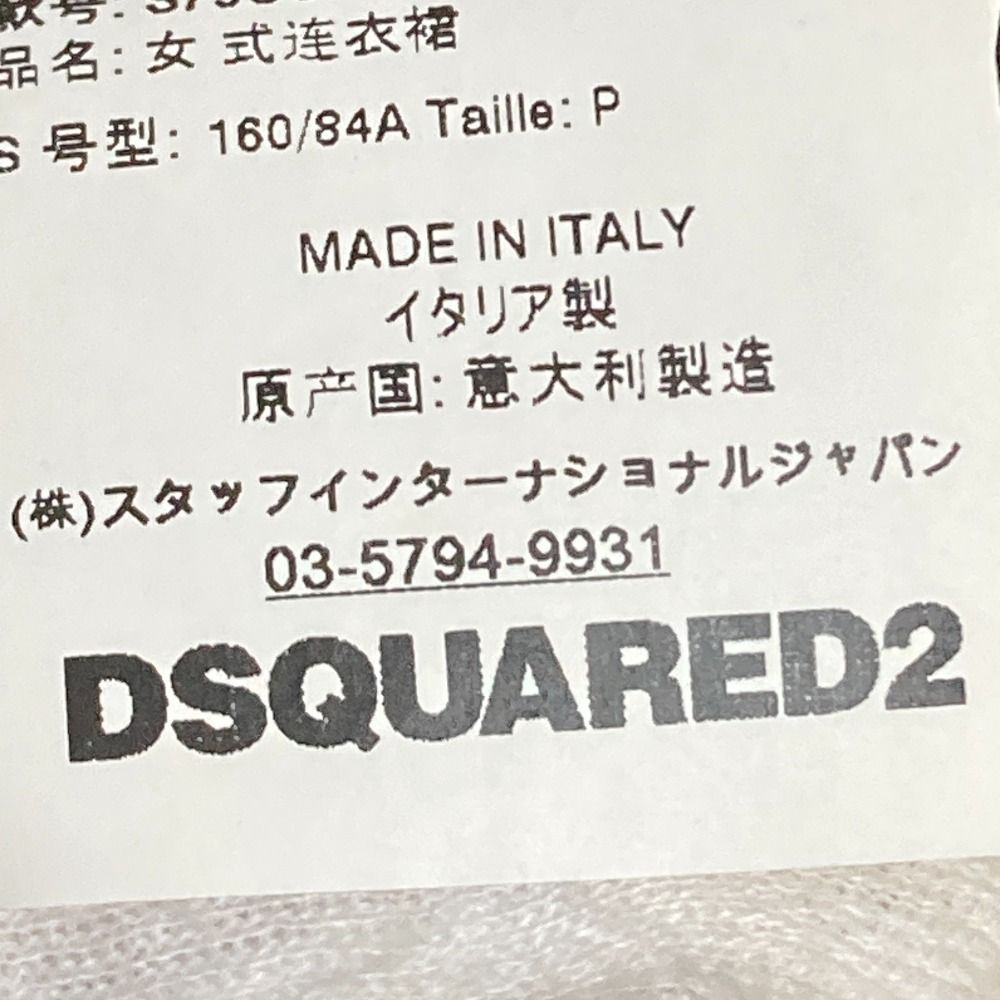 款号:
品名: 女 式连衣裙
S 号型: 160/84A Taille: P
MADE IN ITALY
イタリア製
原产国: 意大利製造
(株)スタッフインターナショナルジャパン
03-5794-9931
DSQUARED2